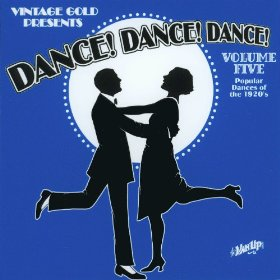 VINTAGE GOLD
PRESENTS
DANCE! DANCE! DANCE!
VOLUME
FIVE
Popular
Dances of
the 1920's